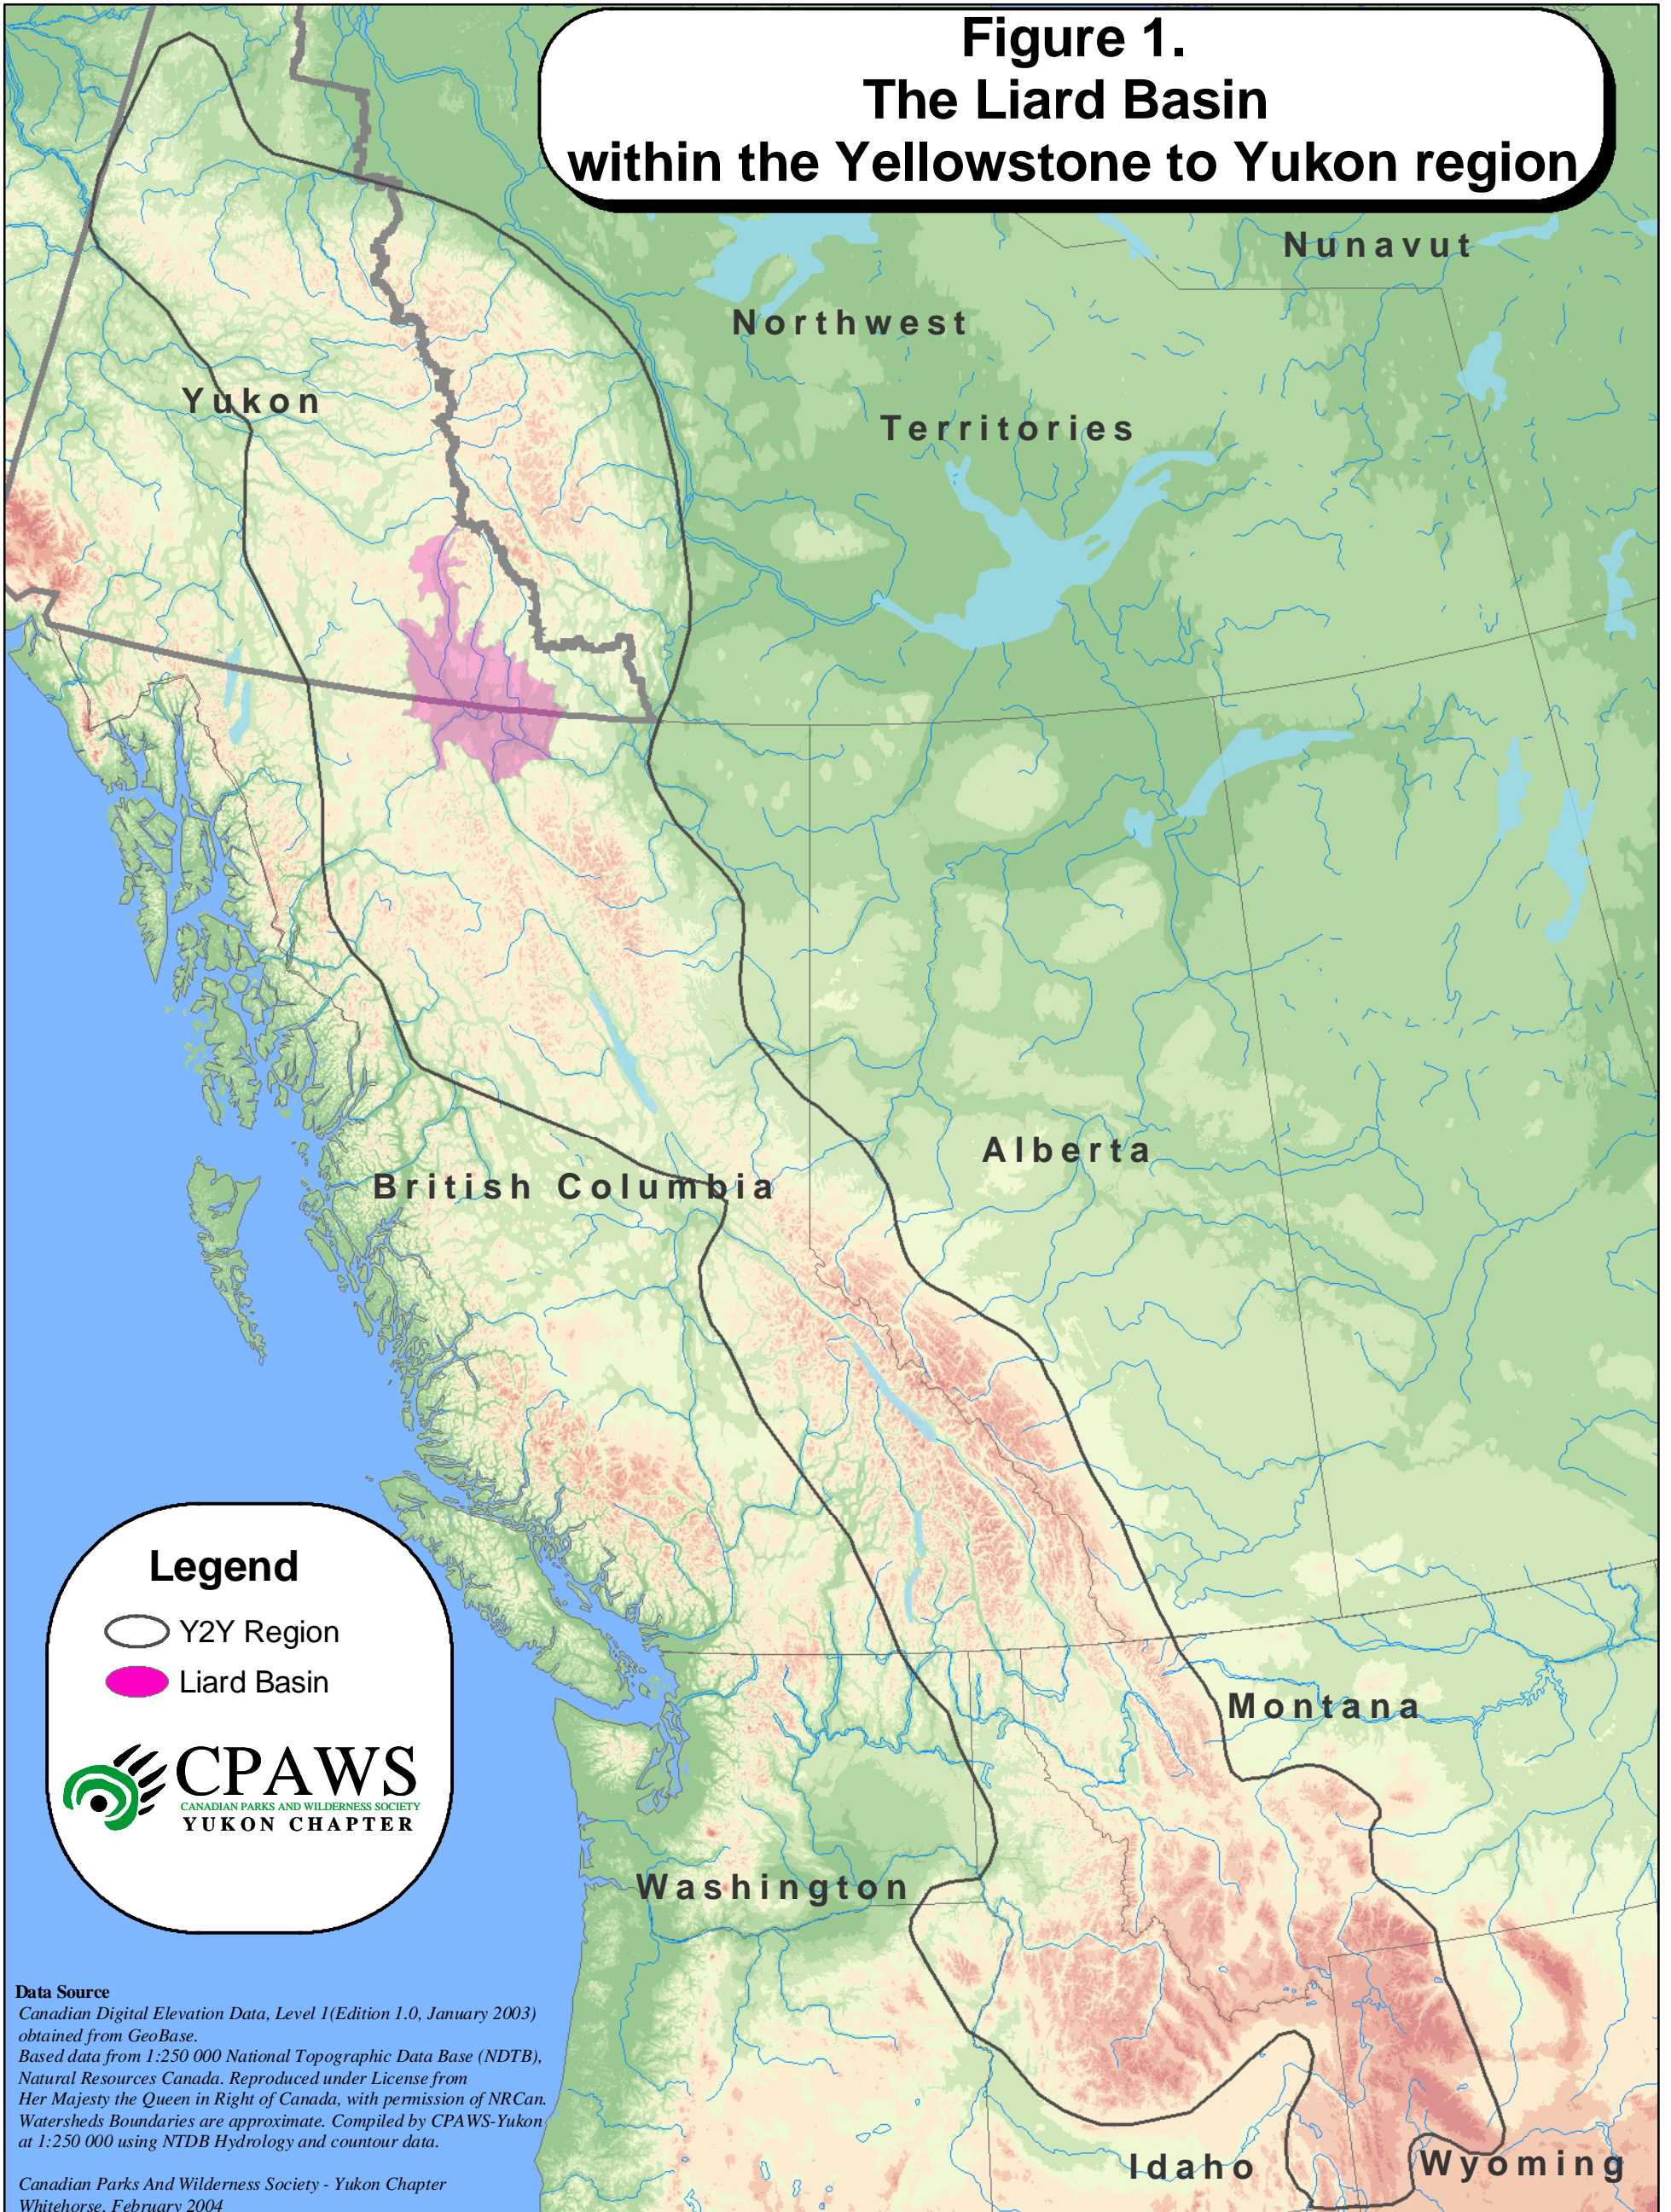 Figure 1.
The Liard Basin
within the Yellowstone to Yukon region
Nunavut
Northwest
Territories
Yukon
Alberta
British Columbia
Montana
Washington
Idaho
Wyoming
Legend
Y2Y Region
Liard Basin
CPAWS
CANADIAN PARKS AND WILDERNESS SOCIETY
YUKON CHAPTER
Data Source
Canadian Digital Elevation Data, Level 1(Edition 1.0, January 2003)
obtained from GeoBase.
Based data from 1:250 000 National Topographic Data Base (NDTB),
Natural Resources Canada. Reproduced under License from
Her Majesty the Queen in Right of Canada, with permission of NRCan.
Watersheds Boundaries are approximate. Compiled by CPAWS-Yukon
at 1:250 000 using NTDB Hydrology and countour data.
Canadian Parks And Wilderness Society - Yukon Chapter
Whitehorse, February 2004